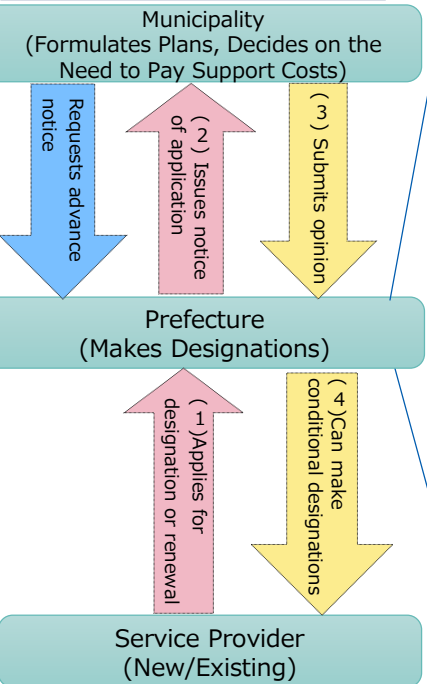 Municipality
(Formulates Plans, Decides on the
Need to Pay Support Costs)
Requests advance
notice
(2) Issues notice
of application
(3) Submits opinion
Prefecture
(Makes Designations)
(1)Applies for
designation or renewal
(4)Can make
conditional designations
Service Provider
(New/Existing)